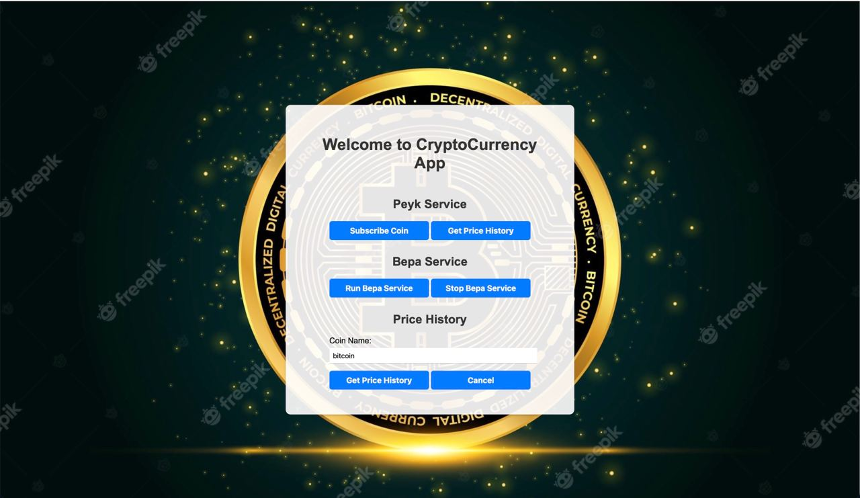 Welcome to CryptoCurrency
App
Peyk Service
Subscribe Coin
Get Price History
Bepa Service
Run Bepa Service
Stop Bepa Service
Price History
Coin Name:
bitcoin
Get Price History
Cancel
BITCOIN . DECENTRALIZED DIGITAL CURRENCY . BITCOIN
DECENTRALIZED DIGITAL CURRENCY
DIGITAL CURRENCY
freepik
freepik
freepik
freepik
freepik
freepik
freepik
freepik
freepik
freepik